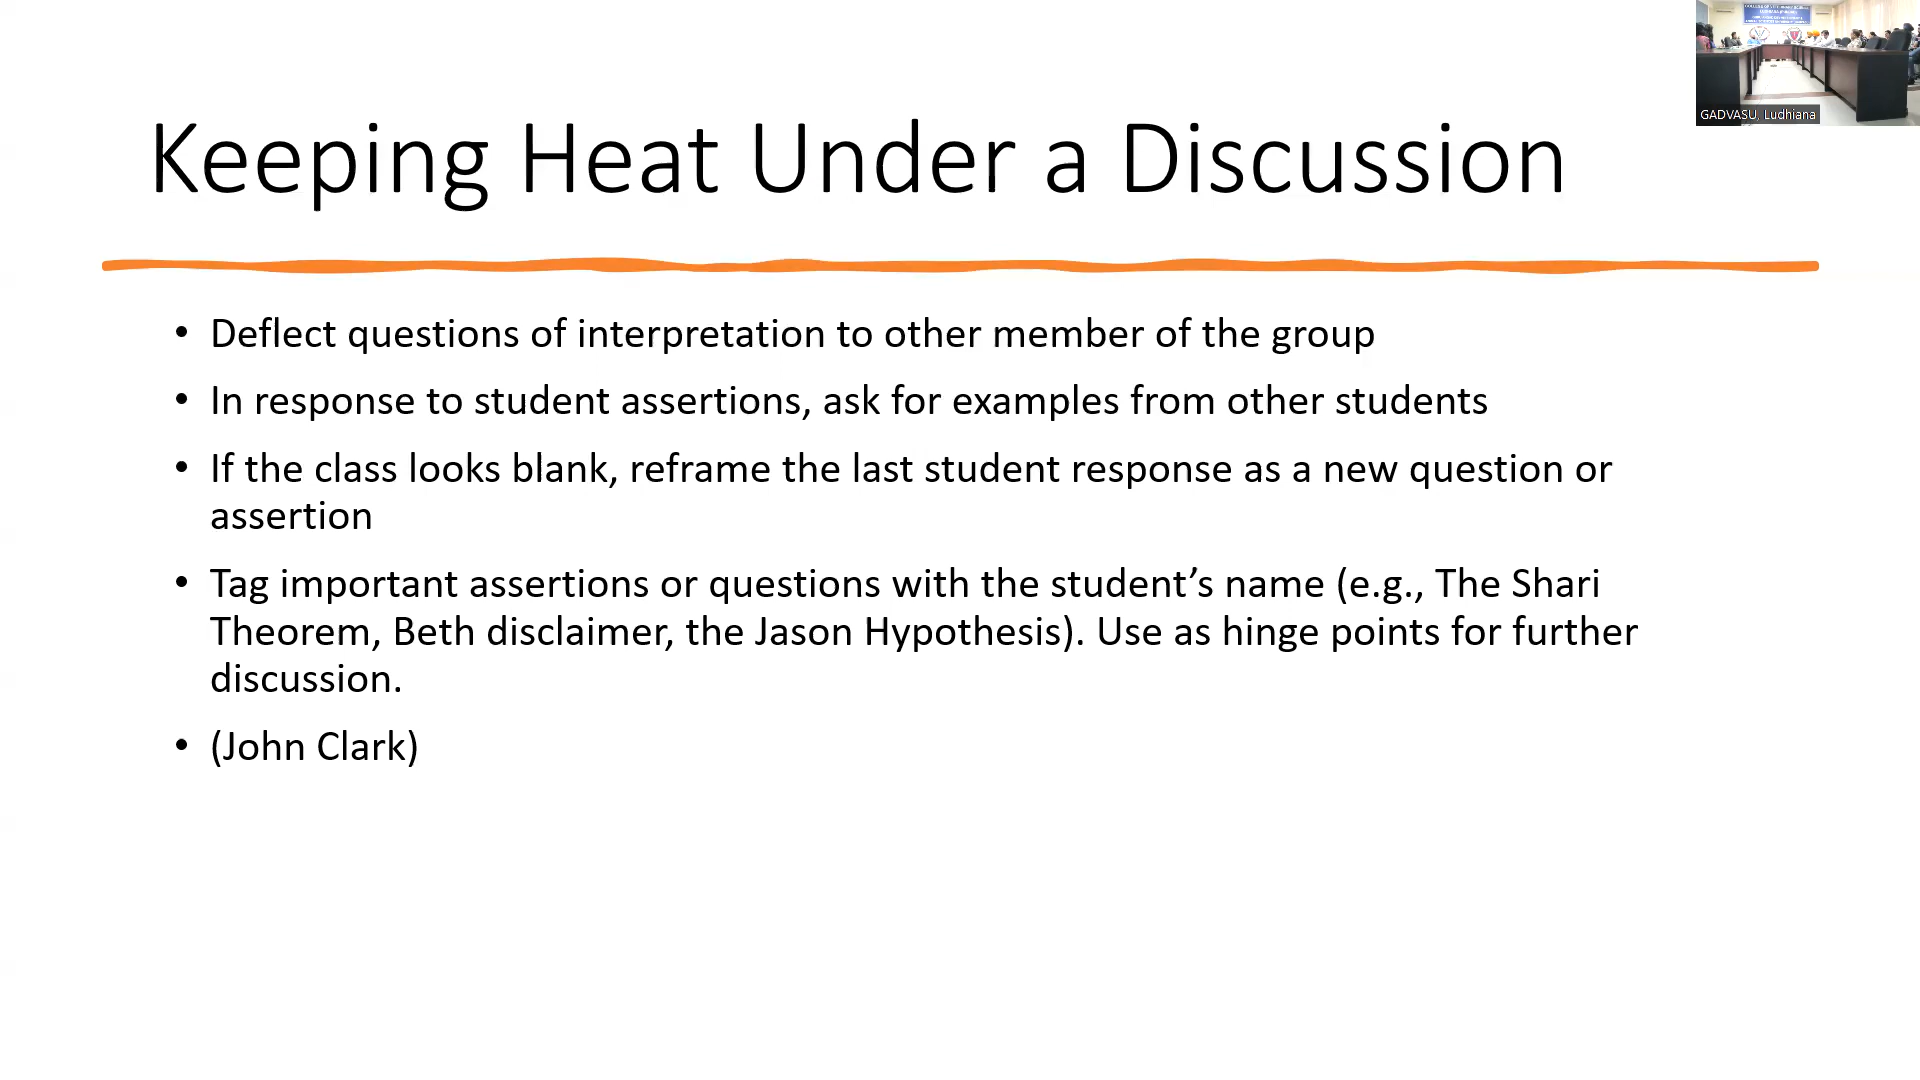 Keeping Heat Under a Discussion
• Deflect questions of interpretation to other member of the group
• In response to student assertions, ask for examples from other students
• If the class looks blank, reframe the last student response as a new question or
assertion
• Tag important assertions or questions with the student’s name (e.g., The Shari
Theorem, Beth disclaimer, the Jason Hypothesis). Use as hinge points for further
discussion.
• (John Clark)
GADVASU, Ludhiana